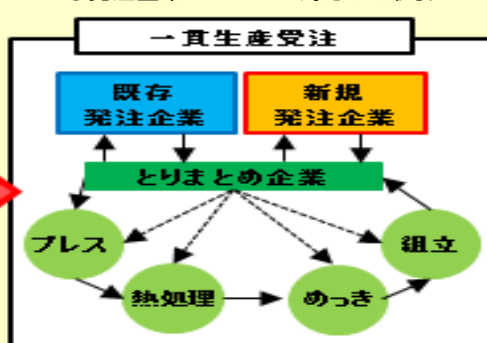 一貫生産受注
既存
発注企業
新規
発注企業
とりまとめ企業
プレス
組立
熱処理
めっき